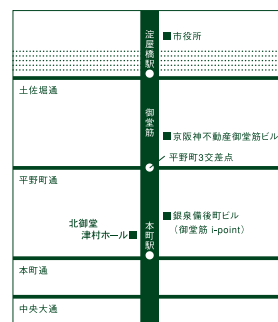 淀屋橋駅
市役所
土佐堀通
御堂筋
京阪神不動産御堂筋ビル
平野町3交差点
平野町通
銀泉備後町ビル
(御堂筋 i-point)
北御堂
津村ホール
本町駅
本町通
中央大通